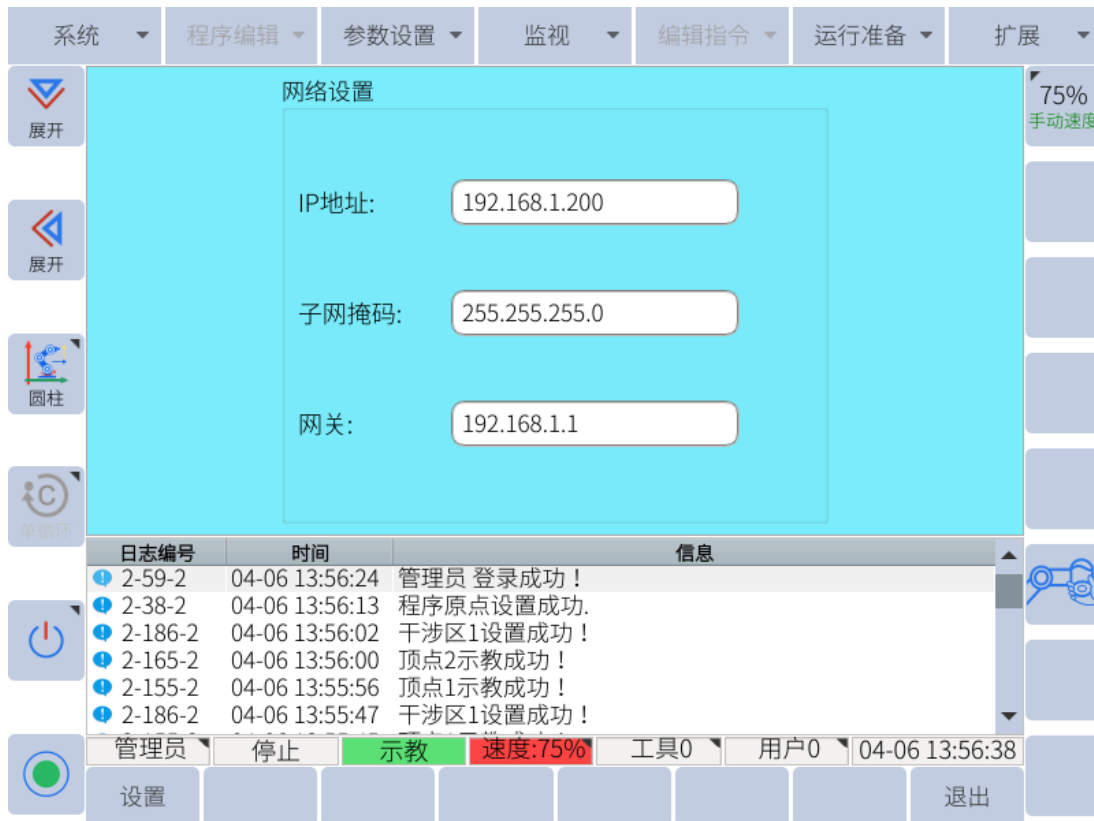 系统 程序编辑 参数设置 监视 编辑指令 运行准备 扩展
展开
75%
手动速度
网络设置
IP地址: 192.168.1.200
展开
子网掩码: 255.255.255.0
圆柱
网关: 192.168.1.1
单循环
日志编号 时间 信息
2-59-2 04-06 13:56:24 管理员 登录成功！
2-38-2 04-06 13:56:13 程序原点设置成功.
2-186-2 04-06 13:56:02 干涉区1设置成功！
2-165-2 04-06 13:56:00 顶点2示教成功！
2-155-2 04-06 13:55:56 顶点1示教成功！
2-186-2 04-06 13:55:47 干涉区1设置成功！
管理员 停止 示教 速度:75% 工具0 用户0 04-06 13:56:38
设置 退出